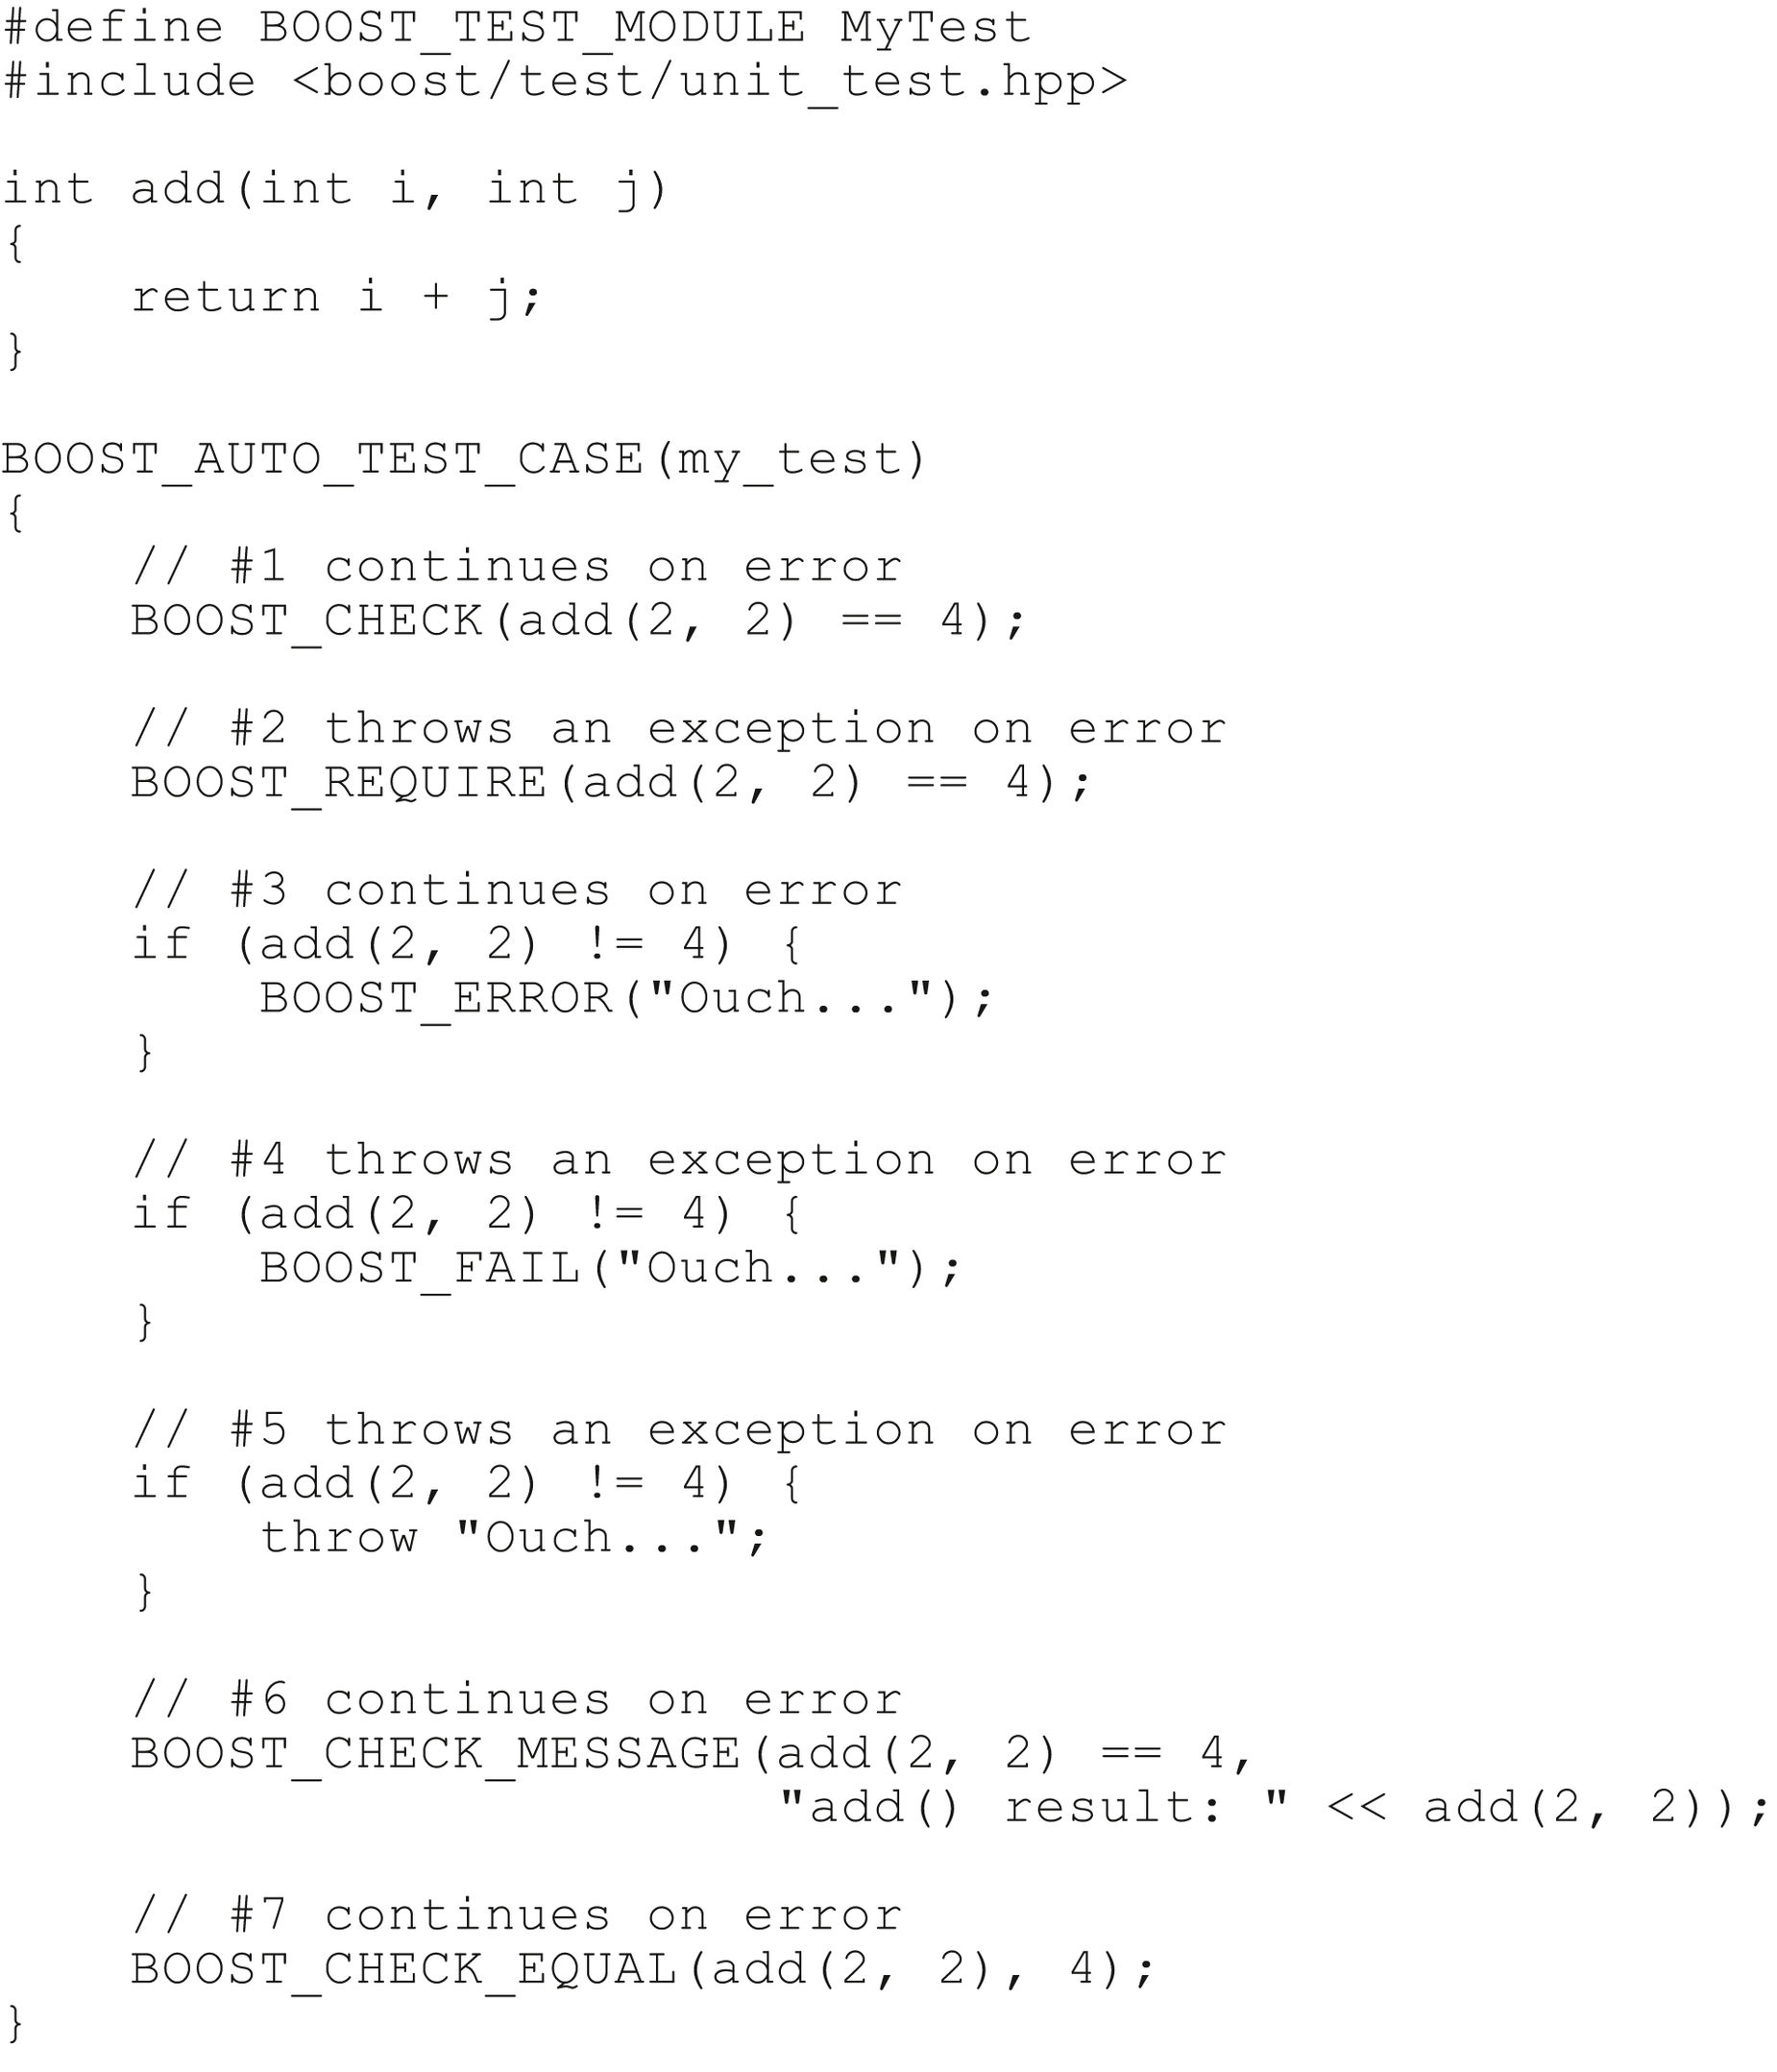 #define BOOST_TEST_MODULE MyTest
#include <boost/test/unit_test.hpp>

int add(int i, int j)
{
    return i + j;
}

BOOST_AUTO_TEST_CASE(my_test)
{
    // #1 continues on error
    BOOST_CHECK(add(2, 2) == 4);

    // #2 throws an exception on error
    BOOST_REQUIRE(add(2, 2) == 4);

    // #3 continues on error
    if (add(2, 2) != 4) {
        BOOST_ERROR("Ouch...");
    }

    // #4 throws an exception on error
    if (add(2, 2) != 4) {
        BOOST_FAIL("Ouch...");
    }

    // #5 throws an exception on error
    if (add(2, 2) != 4) {
        throw "Ouch...";
    }

    // #6 continues on error
    BOOST_CHECK_MESSAGE(add(2, 2) == 4,
                        "add() result: " << add(2, 2));

    // #7 continues on error
    BOOST_CHECK_EQUAL(add(2, 2), 4);
}